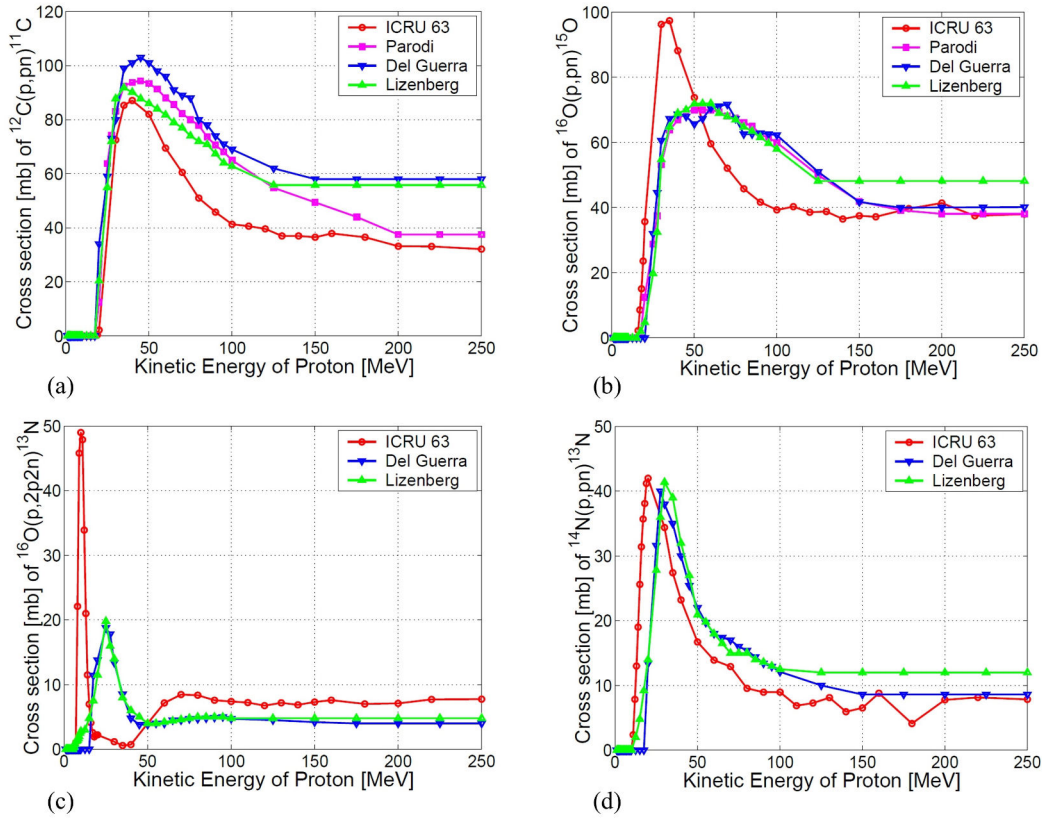 120
100
80
60
40
20
0
Cross section [mb] of ¹²C(p,pn)¹¹C
ICRU 63
Parodi
Del Guerra
Lizenberg
0 50 100 150 200 250
Kinetic Energy of Proton [MeV]
(a)
100
80
60
40
20
0
Cross section [mb] of ¹⁶O(p,pn)¹⁵O
ICRU 63
Parodi
Del Guerra
Lizenberg
0 50 100 150 200 250
Kinetic Energy of Proton [MeV]
(b)
50
40
30
20
10
0
Cross section [mb] of ¹⁶O(p,2p2n)¹³N
ICRU 63
Del Guerra
Lizenberg
0 50 100 150 200 250
Kinetic Energy of Proton [MeV]
(c)
50
40
30
20
10
0
Cross section [mb] of ¹⁴N(p,pn)¹³N
ICRU 63
Del Guerra
Lizenberg
0 50 100 150 200 250
Kinetic Energy of Proton [MeV]
(d)